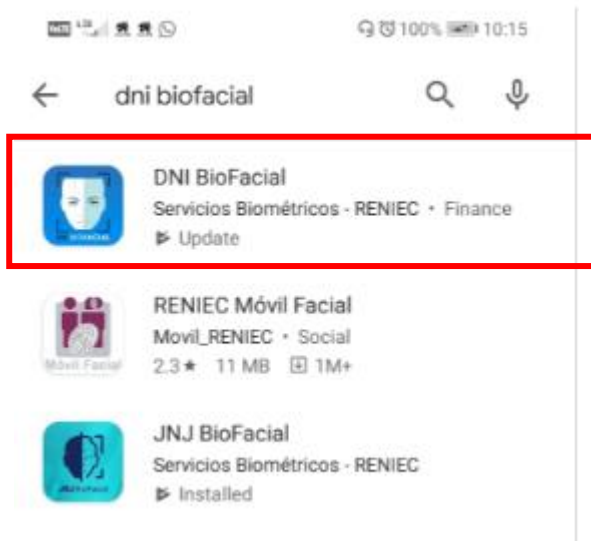 100% 10:15
dni biofacial
DNI BioFacial
Servicios Biométricos - RENIEC • Finance
Update
RENIEC Móvil Facial
Movil_RENIEC • Social
2.3★ 11 MB 1M+
Móvil Facial
JNJ BioFacial
Servicios Biométricos - RENIEC
Installed